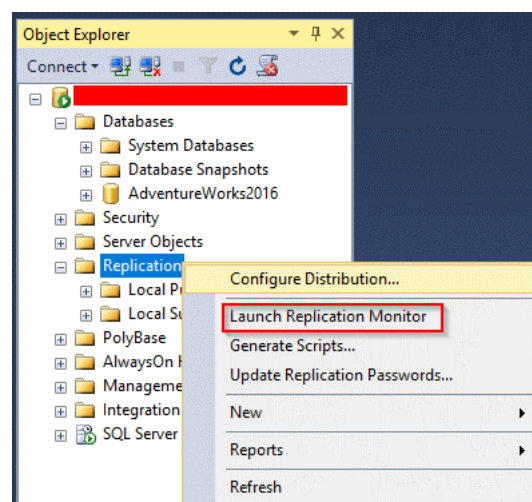 Object Explorer
Connect
Databases
System Databases
Database Snapshots
AdventureWorks2016
Security
Server Objects
Replication
Configure Distribution...
Local
Launch Replication Monitor
Local
Generate Scripts...
PolyBase
Update Replication Passwords...
AlwaysOn
New
Integration
Reports
SQL Server
Refresh